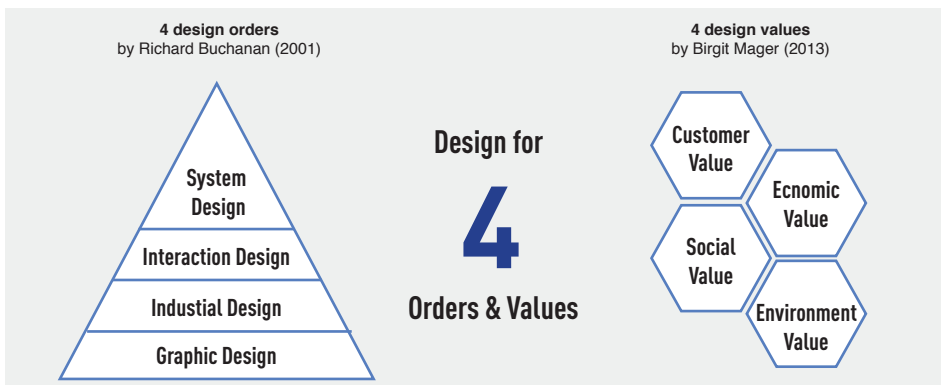 4 design orders
by Richard Buchanan (2001)
System
Design
Interaction Design
Industial Design
Graphic Design
Design for
4
Orders & Values
4 design values
by Birgit Mager (2013)
Customer
Value
Ecnomic
Value
Social
Value
Environment
Value